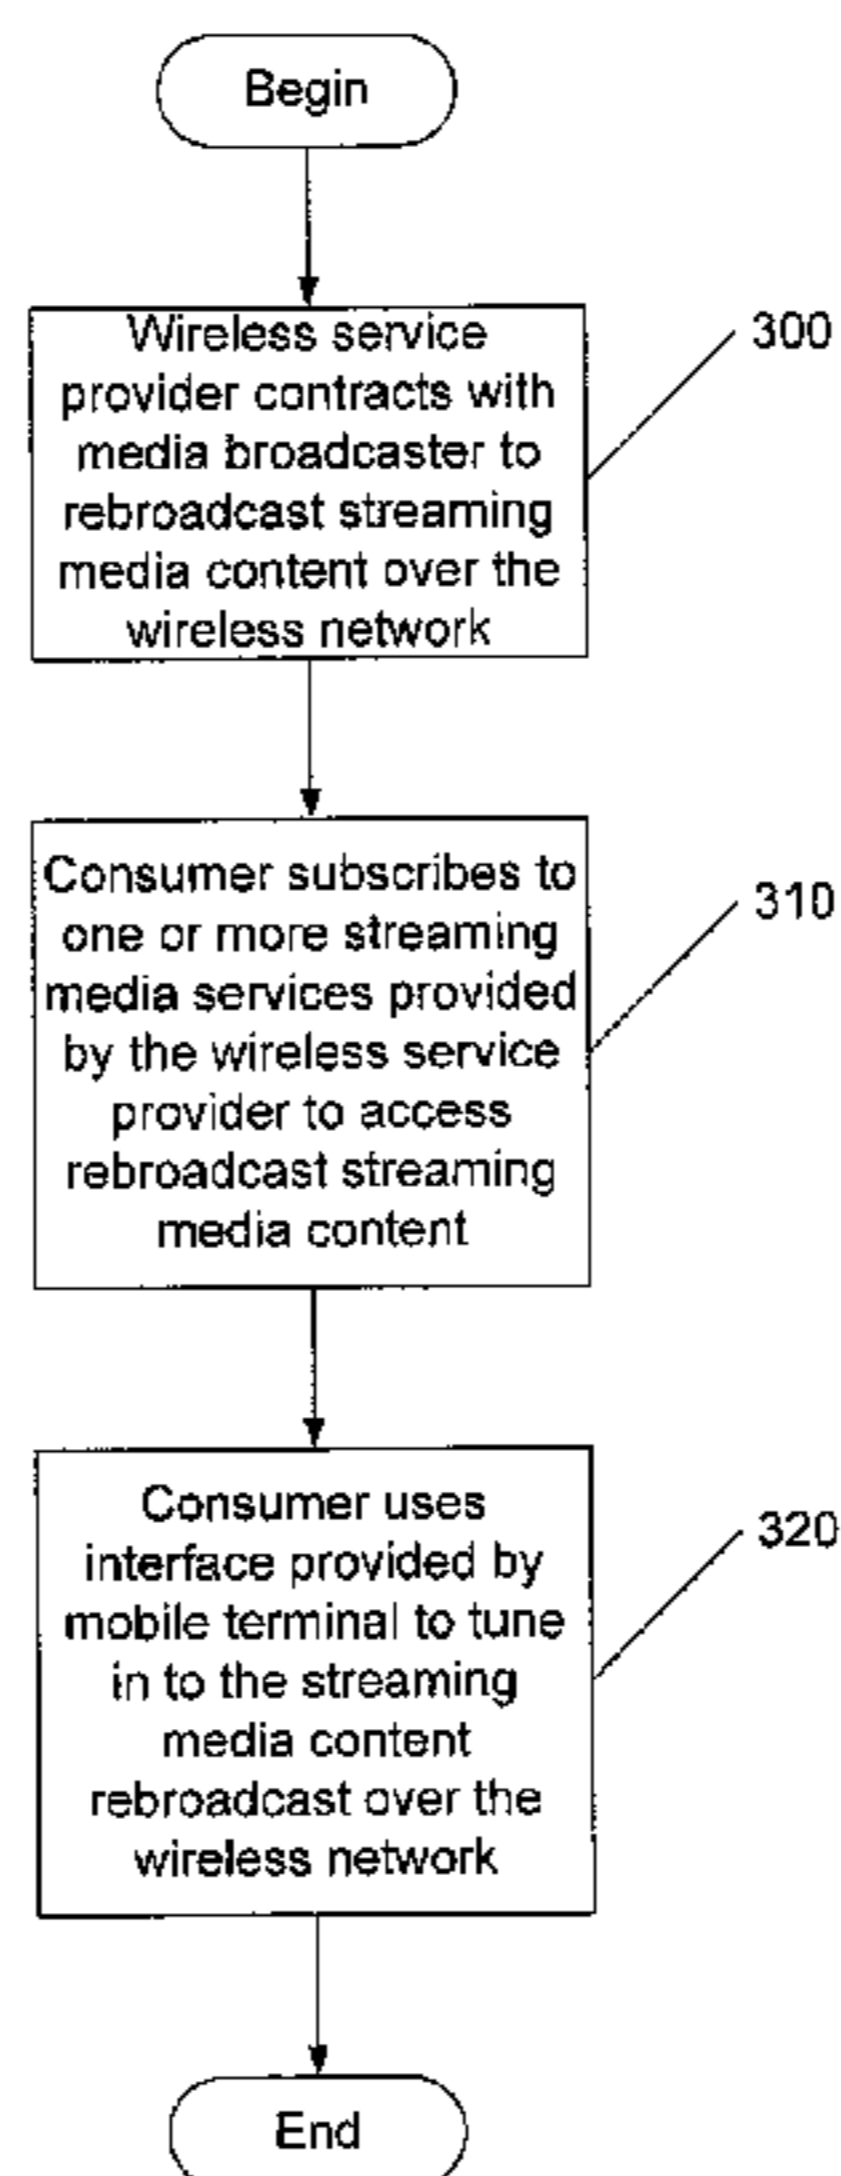 Begin
Wireless service
provider contracts with
media broadcaster to
rebroadcast streaming
media content over the
wireless network
300
Consumer subscribes to
one or more streaming
media services provided
by the wireless service
provider to access
rebroadcast streaming
media content
310
Consumer uses
interface provided by
mobile terminal to tune
in to the streaming
media content
rebroadcast over the
wireless network
320
End